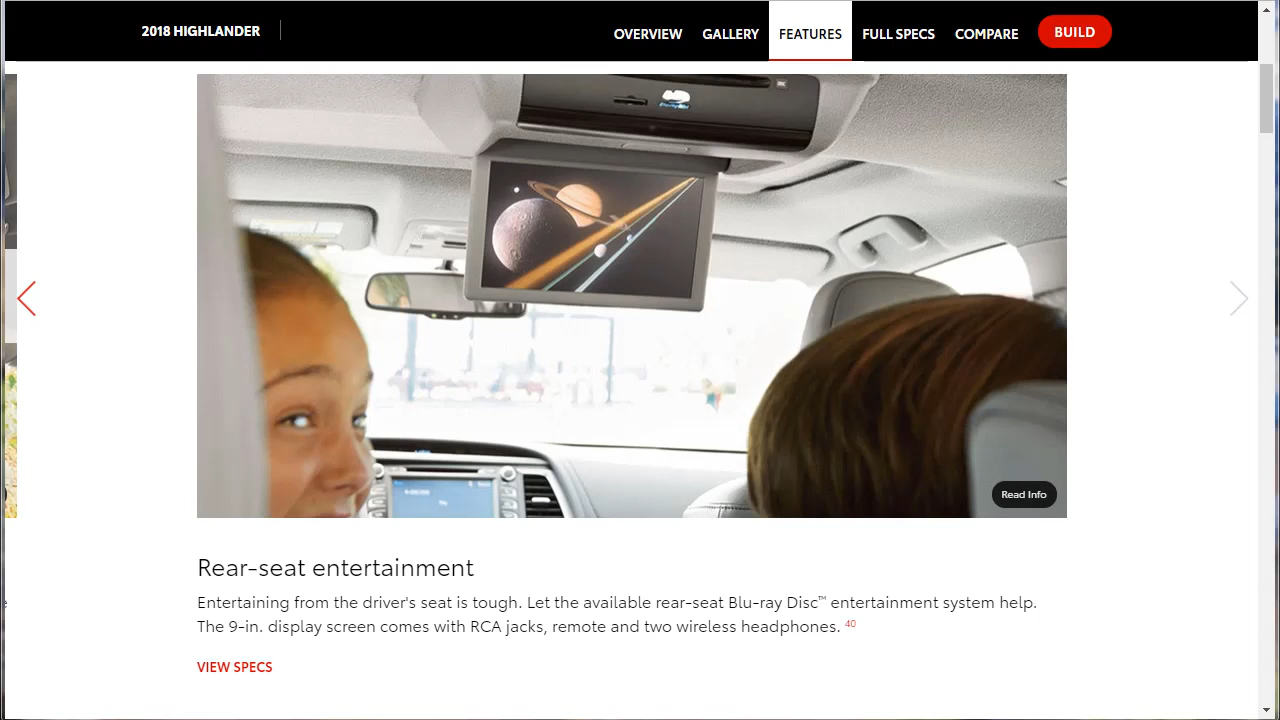 2018 HIGHLANDER
OVERVIEW GALLERY FEATURES FULL SPECS COMPARE BUILD
Read Info
Rear-seat entertainment
Entertaining from the driver's seat is tough. Let the available rear-seat Blu-ray Disc™ entertainment system help.
The 9-in. display screen comes with RCA jacks, remote and two wireless headphones. 40
VIEW SPECS